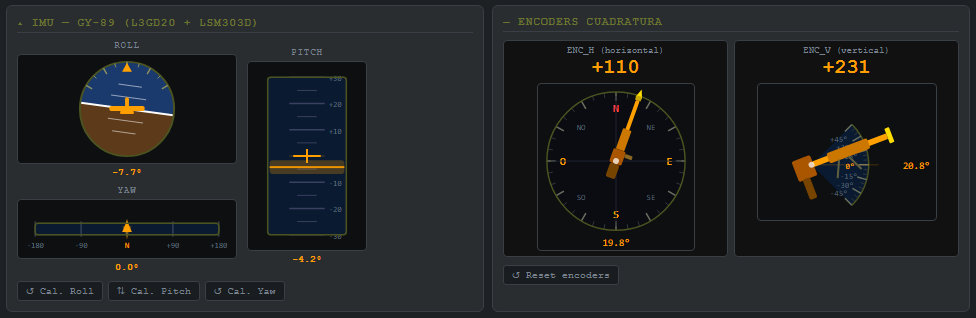 ▲ IMU — GY-89 (L3GD20 + LSM303D)
ROLL
-7.7°
YAW
-180 -90 N +90 +180
0.0°
PITCH
+30
+20
+10
-10
-20
-30
-4.2°
↺ Cal. Roll
⇅ Cal. Pitch
↺ Cal. Yaw
— ENCODERS CUADRATURA
ENC_H (horizontal)
+110
N
NO NE
O E
SO SE
S
19.8°
ENC_V (vertical)
+231
+45°
0°
-15°
-30°
-45°
20.8°
↺ Reset encoders